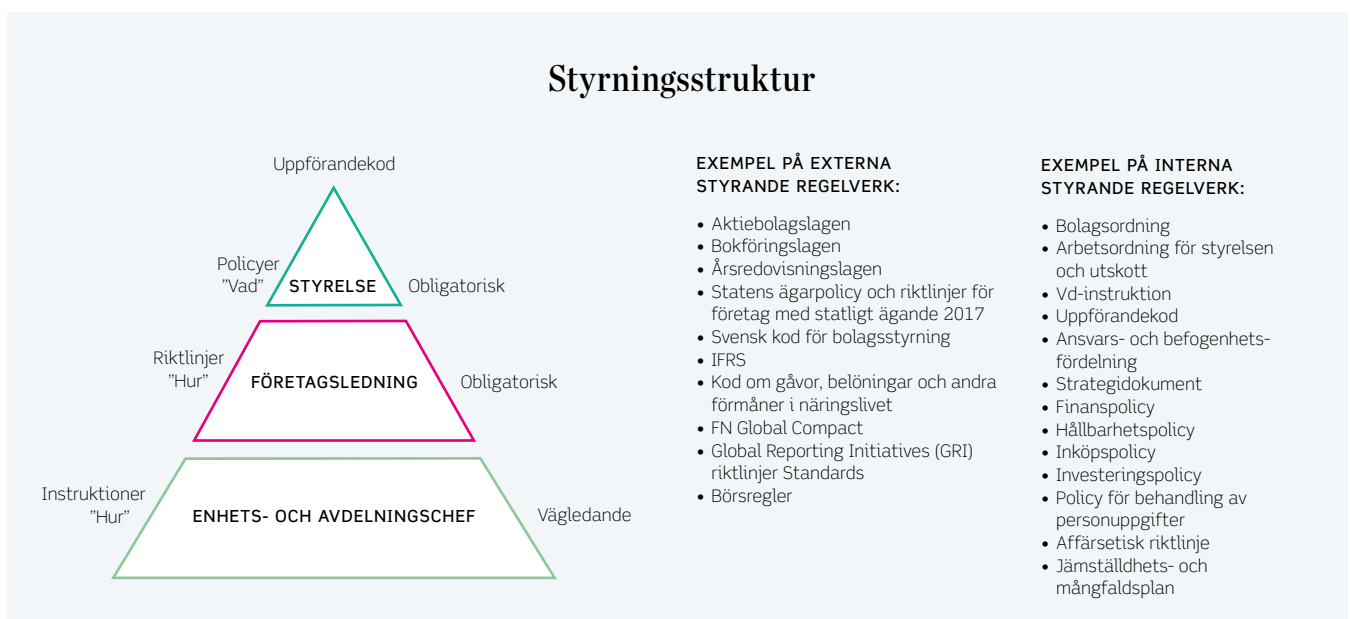 Styrningsstruktur
Uppförandekod
Policyer
”Vad”
STYRELSE
Obligatorisk
Riktlinjer
”Hur”
FÖRETAGSLEDNING
Obligatorisk
Instruktioner
”Hur”
ENHETS- OCH AVDELNINGSCHEF
Vägledande
EXEMPEL PÅ EXTERNA
STYRANDE REGELVERK:
• Aktiebolagslagen
• Bokföringslagen
• Årsredovisningslagen
• Statens ägarpolicy och riktlinjer för
företag med statligt ägande 2017
• Svensk kod för bolagsstyrning
• IFRS
• Kod om gåvor, belöningar och andra
förmåner i näringslivet
• FN Global Compact
• Global Reporting Initiatives (GRI)
riktlinjer Standards
• Börsregler
EXEMPEL PÅ INTERNA
STYRANDE REGELVERK:
• Bolagsordning
• Arbetsordning för styrelsen
och utskott
• Vd-instruktion
• Uppförandekod
• Ansvars- och befogenhets-
fördelning
• Strategidokument
• Finanspolicy
• Hållbarhetspolicy
• Inköpspolicy
• Investeringspolicy
• Policy för behandling av
personuppgifter
• Affärsetisk riktlinje
• Jämställdhets- och
mångfaldsplan